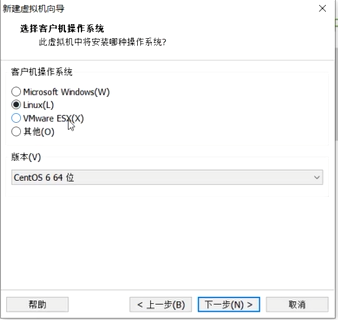 新建虚拟机向导
选择客户机操作系统
此虚拟机中将安装哪种操作系统?
客户机操作系统
Microsoft Windows(W)
Linux(L)
VMware ESX(X)
其他(O)
版本(V)
CentOS 6 64 位
帮助
< 上一步(B)
下一步(N) >
取消